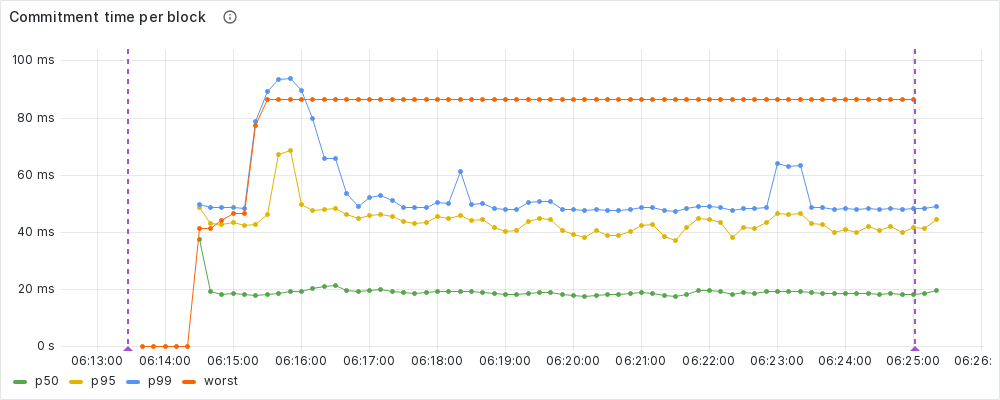 Commitment time per block
100 ms
80 ms
60 ms
40 ms
20 ms
0 s
06:13:00 06:14:00 06:15:00 06:16:00 06:17:00 06:18:00 06:19:00 06:20:00 06:21:00 06:22:00 06:23:00 06:24:00 06:25:00 06:26:
p50 p95 p99 worst